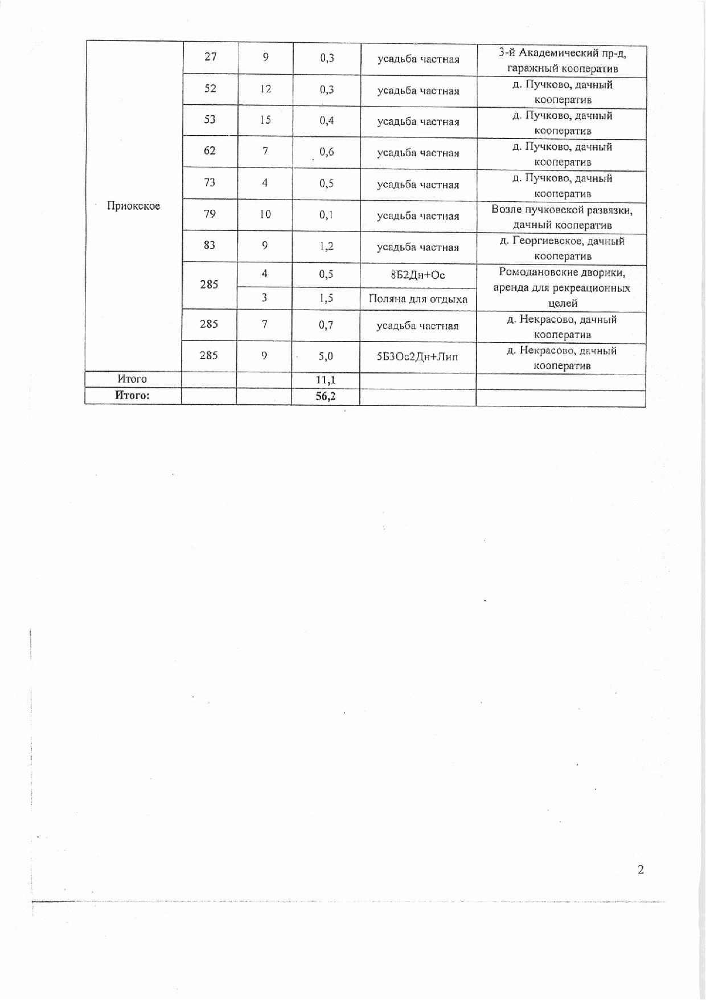 27 9 0,3 усадьба частная 3-й Академический пр-д,
гаражный кооператив
52 12 0,3 усадьба частная д. Пучково, дачный
кооператив
53 15 0,4 усадьба частная д. Пучково, дачный
кооператив
62 7 0,6 усадьба частная д. Пучково, дачный
кооператив
73 4 0,5 усадьба частная д. Пучково, дачный
кооператив
Приокское
79 10 0,1 усадьба частная Возле пучковской развязки,
дачный кооператив
83 9 1,2 усадьба частная д. Георгиевское, дачный
кооператив
285 4 0,5 8Б2Дн+Ос Ромодановские дворики,
аренда для рекреационных
3 1,5 Поляна для отдыха целей
285 7 0,7 усадьба частная д. Некрасово, дачный
кооператив
285 9 5,0 5Б3Ос2Дн+Лип д. Некрасово, дачный
кооператив
Итого 11,1
Итого: 56,2
2